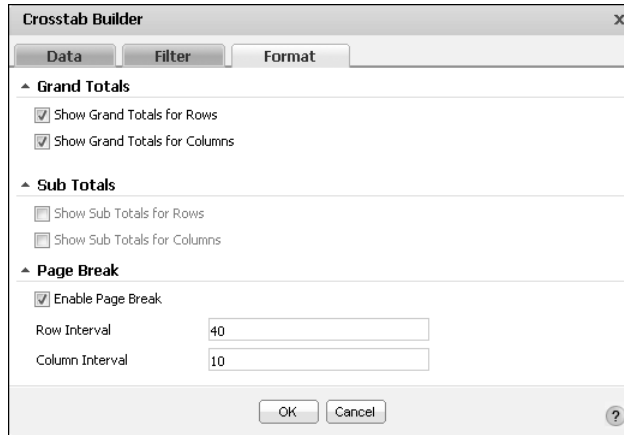 Crosstab Builder x
Data Filter Format
Grand Totals
Show Grand Totals for Rows
Show Grand Totals for Columns
Sub Totals
Show Sub Totals for Rows
Show Sub Totals for Columns
Page Break
Enable Page Break
Row Interval 40
Column Interval 10
OK Cancel ?